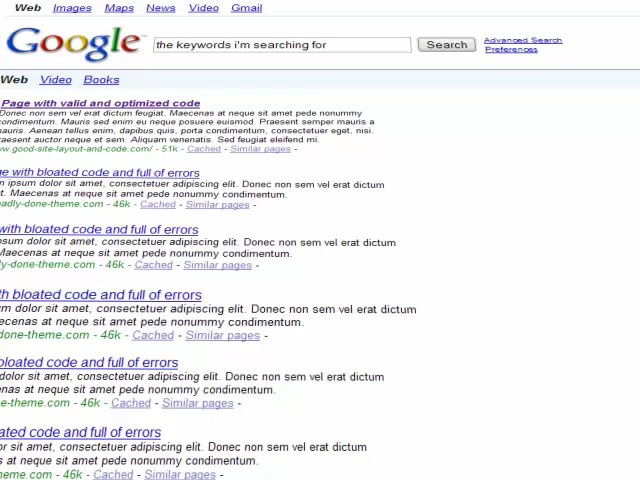 Web Images Maps News Video Gmail
Google the keywords i'm searching for Search Advanced Search
Preferences
Web Video Books
Page with valid and optimized code
Donec non sem vel erat dictum feugiat. Maecenas at neque sit amet pede nonummy
condimentum. Mauris sed enim eu neque posuere euismod. Praesent semper mauris a
mauris. Aenean tellus enim, dapibus quis, porta condimentum, consectetuer eget, nisi.
raesent auctor neque et sem. Aliquam venenatis. Sed feugiat eleifend mi.
ww.good-site-layout-and-code.com/ - 51k - Cached - Similar pages -
ge with bloated code and full of errors
n ipsum dolor sit amet, consectetuer adipiscing elit. Donec non sem vel erat dictum
t. Maecenas at neque sit amet pede nonummy condimentum.
adly-done-theme.com - 46k - Cached - Similar pages -
with bloated code and full of errors
osum dolor sit amet, consectetuer adipiscing elit. Donec non sem vel erat dictum
Maecenas at neque sit amet pede nonummy condimentum.
ly-done-theme.com - 46k - Cached - Similar pages -
th bloated code and full of errors
um dolor sit amet, consectetuer adipiscing elit. Donec non sem vel erat dictum
ecenas at neque sit amet pede nonummy condimentum.
done-theme.com - 46k - Cached - Similar pages -
bloated code and full of errors
dolor sit amet, consectetuer adipiscing elit. Donec non sem vel erat dictum
enas at neque sit amet pede nonummy condimentum.
e-theme.com - 46k - Cached - Similar pages -
ated code and full of errors
or sit amet, consectetuer adipiscing elit. Donec non sem vel erat dictum
s at neque sit amet pede nonummy condimentum.
heme.com - 46k - Cached - Similar pages -